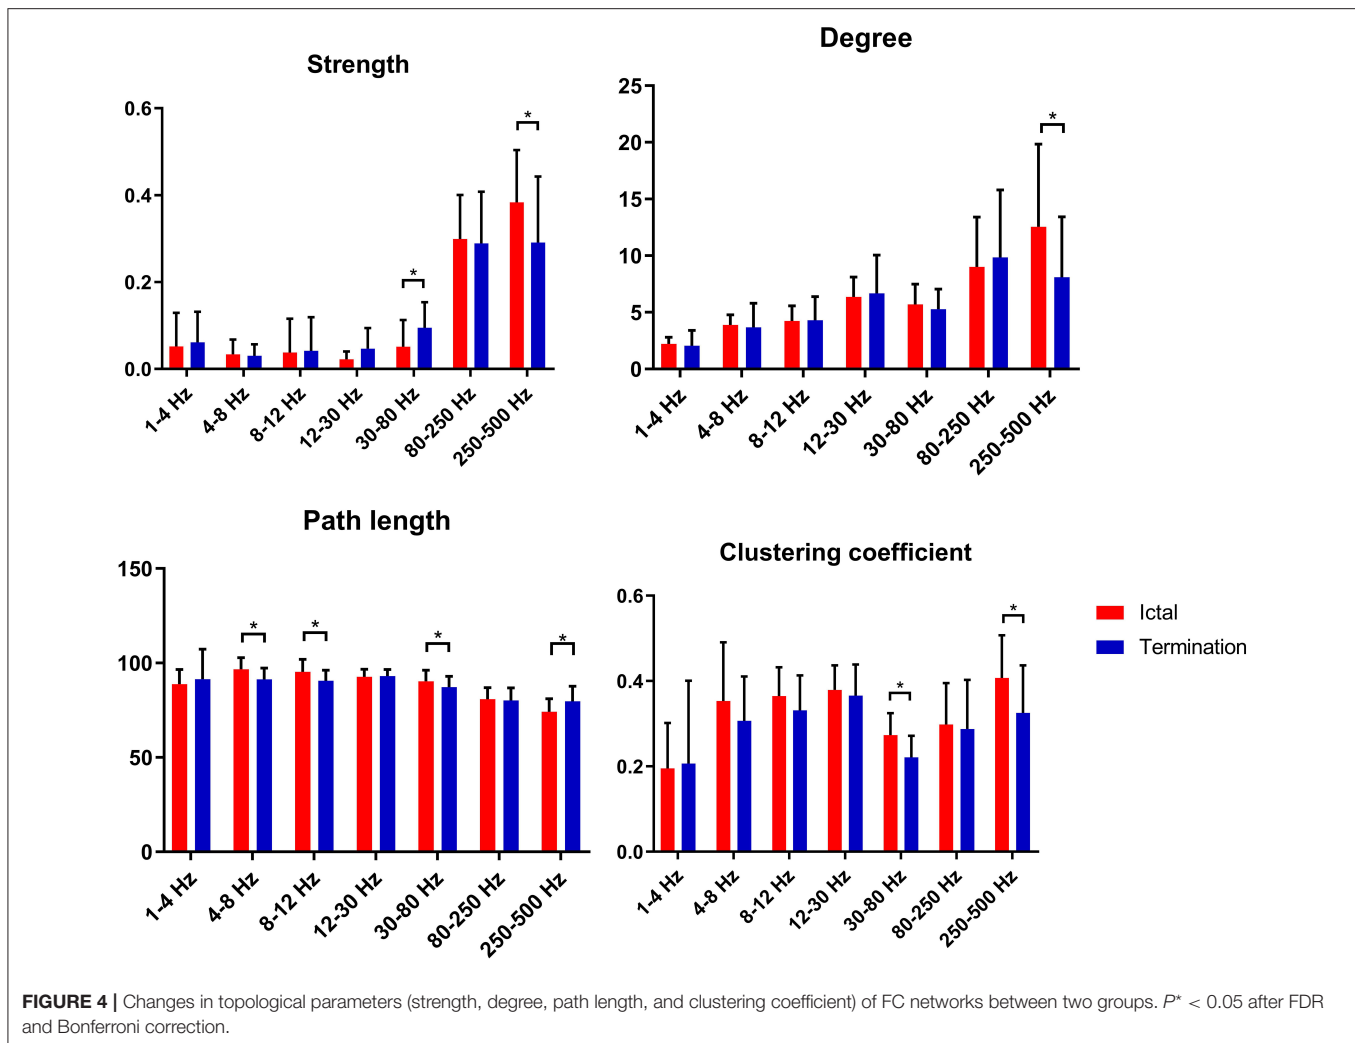 Strength
0.6
0.4
0.2
0.0
*
*
1-4 Hz
4-8 Hz
8-12 Hz
12-30 Hz
30-80 Hz
80-250 Hz
250-500 Hz
Degree
25
20
15
10
5
0
*
1-4 Hz
4-8 Hz
8-12 Hz
12-30 Hz
30-80 Hz
80-250 Hz
250-500 Hz
Path length
150
100
50
0
*
*
*
*
1-4 Hz
4-8 Hz
8-12 Hz
12-30 Hz
30-80 Hz
80-250 Hz
250-500 Hz
Clustering coefficient
0.6
0.4
0.2
0.0
*
*
1-4 Hz
4-8 Hz
8-12 Hz
12-30 Hz
30-80 Hz
80-250 Hz
250-500 Hz
Ictal
Termination
FIGURE 4 | Changes in topological parameters (strength, degree, path length, and clustering coefficient) of FC networks between two groups. P* < 0.05 after FDR
and Bonferroni correction.